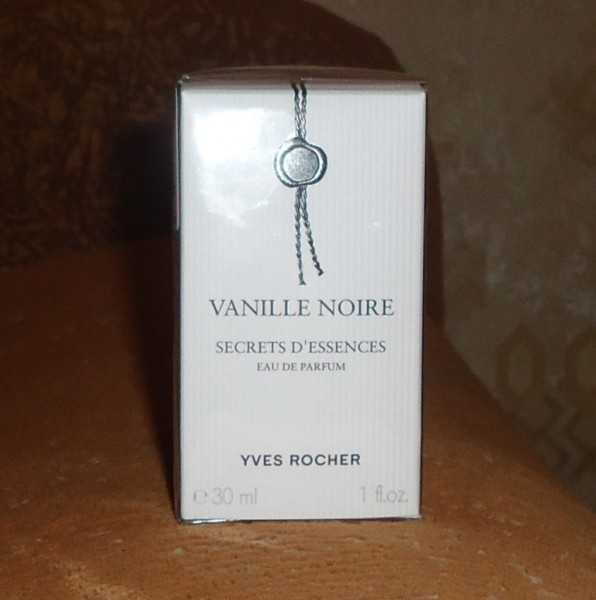 VANILLE NOIRE
SECRETS D'ESSENCES
EAU DE PARFUM
YVES ROCHER
℮ 30 ml 1 fl.oz.